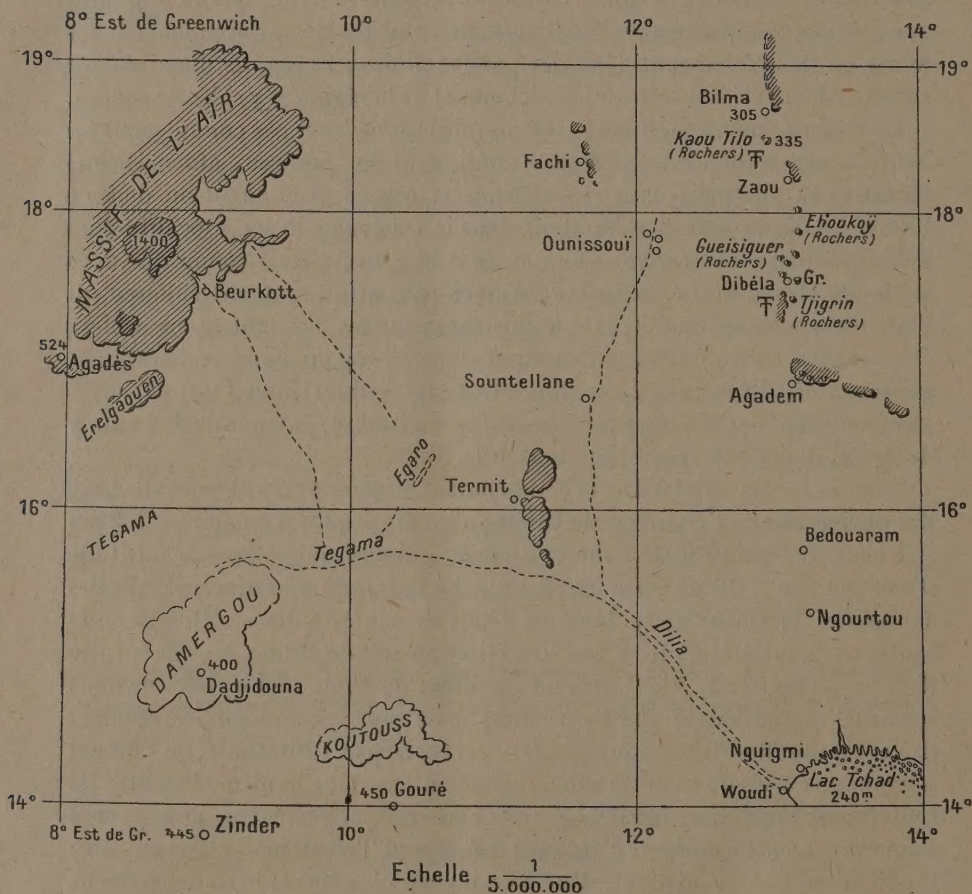 8° Est de Greenwich
10°
12°
14°
19°
19°
MASSIF DE L'AÏR
Bilma
305
Kaou Tilo 335
(Rochers)
Fachi
Zaou
18°
18°
1400
Ounissouï
Ehoukoÿ
(Rochers)
Gueisiguer
(Rochers)
Beurkott
Dibéla
Gr.
Tjigrin
(Rochers)
524
Agadès
Erelgaouen
Sountellane
Agadem
Egaro
Termit
16°
16°
TEGAMA
Tegama
Bedouaram
DAMERGOU
Dilia
Ngourtou
400
Dadjidouna
KOUTOUSS
Nguigmi
Lac Tchad
240m
Woudi
14°
14°
450 Gouré
8° Est de Gr.
445 Zinder
10°
12°
14°
Echelle 1/5.000.000